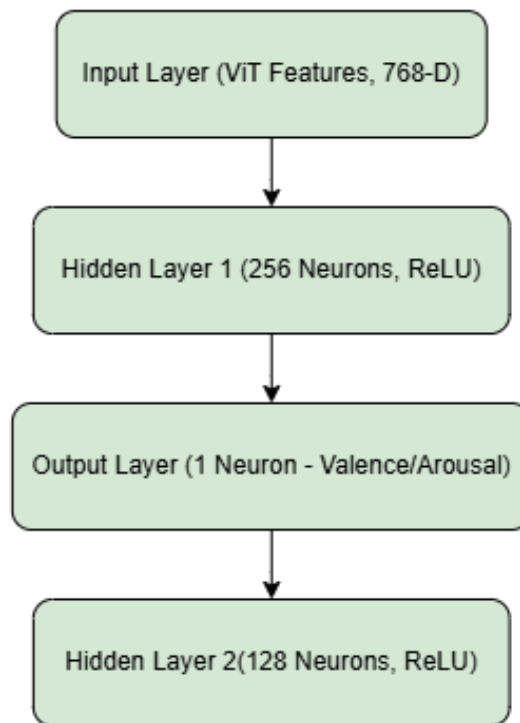 Input Layer (ViT Features, 768-D)
Hidden Layer 1 (256 Neurons, ReLU)
Output Layer (1 Neuron - Valence/Arousal)
Hidden Layer 2(128 Neurons, ReLU)